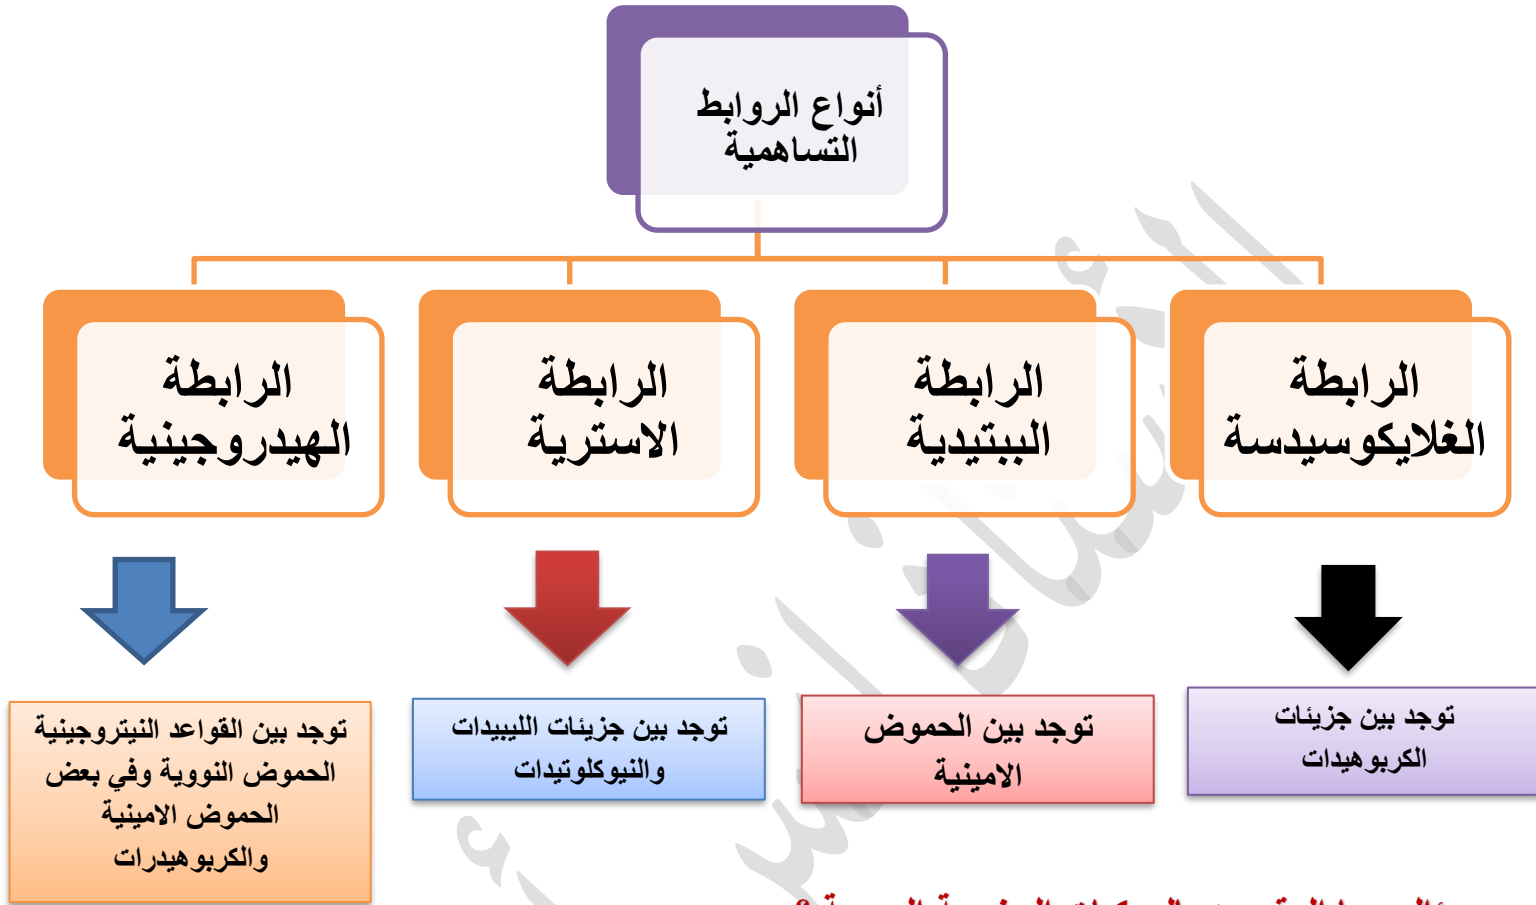 أنواع الروابط
التساهمية
الرابطة
الغلايكوسيدسة
الرابطة
الببتيدية
الرابطة
الاسترية
الرابطة
الهيدروجينية
توجد بين جزيئات
الكربوهيدات
توجد بين الحموض
الامينية
توجد بين جزيئات الليبيدات
والنيوكلوتيدات
توجد بين القواعد النيتروجينية
الحموض النووية وفي بعض
الحموض الامينية
والكربوهيدرات